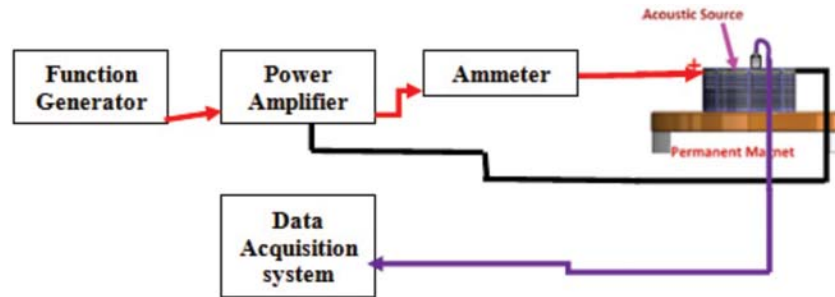 Acoustic Source
Function
Generator
Power
Amplifier
Ammeter
+
Permanent Magnet
Data
Acquisition
system